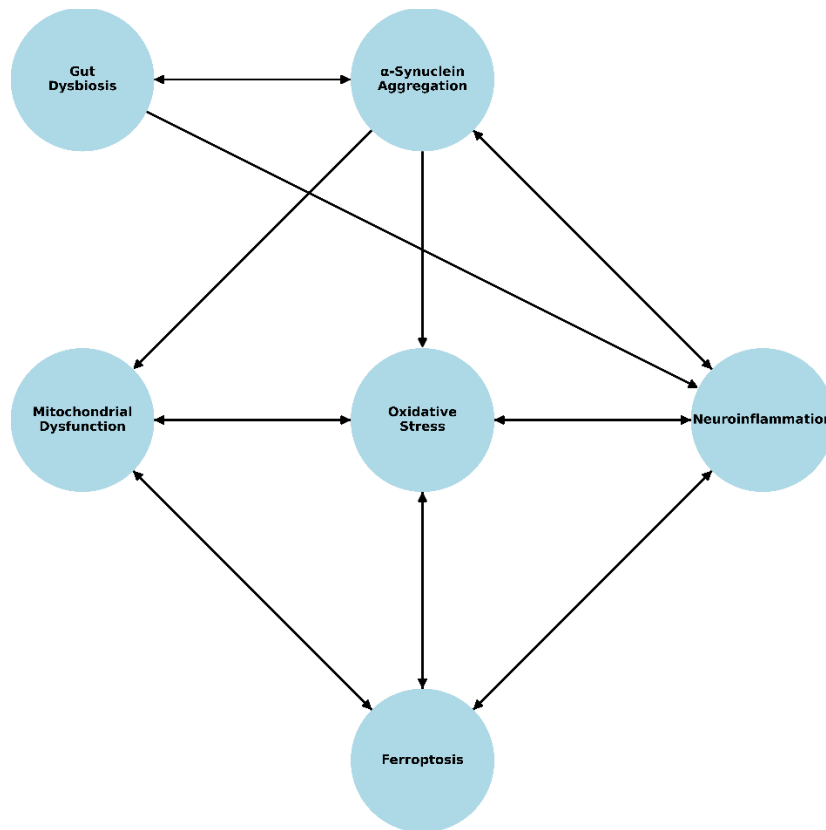 Gut
Dysbiosis
α-Synuclein
Aggregation
Mitochondrial
Dysfunction
Oxidative
Stress
Neuroinflammation
Ferroptosis